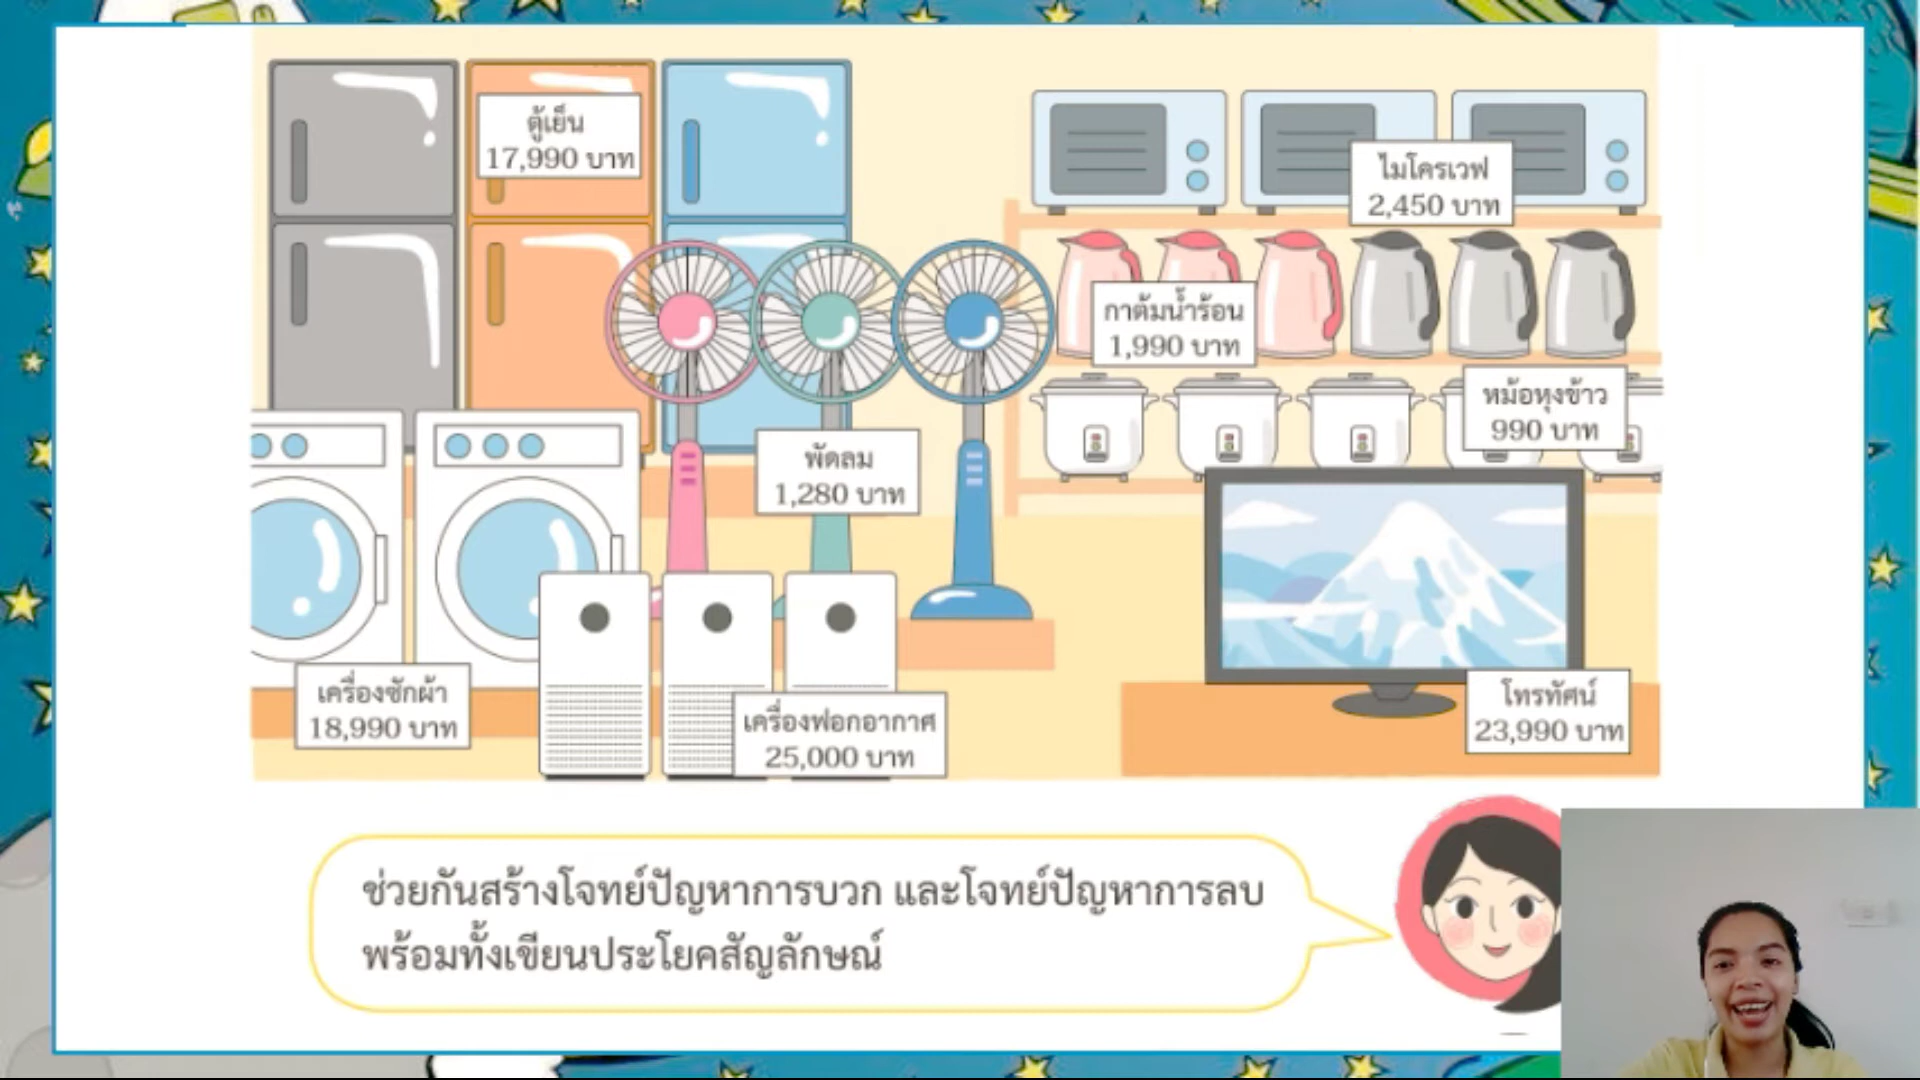 ตู้เย็น
17,990 บาท
ไมโครเวฟ
2,450 บาท
กาต้มน้ำร้อน
1,990 บาท
หม้อหุงข้าว
990 บาท
พัดลม
1,280 บาท
เครื่องซักผ้า
18,990 บาท
เครื่องฟอกอากาศ
25,000 บาท
โทรทัศน์
23,990 บาท
ช่วยกันสร้างโจทย์ปัญหาการบวก และโจทย์ปัญหาการลบ
พร้อมทั้งเขียนประโยคสัญลักษณ์